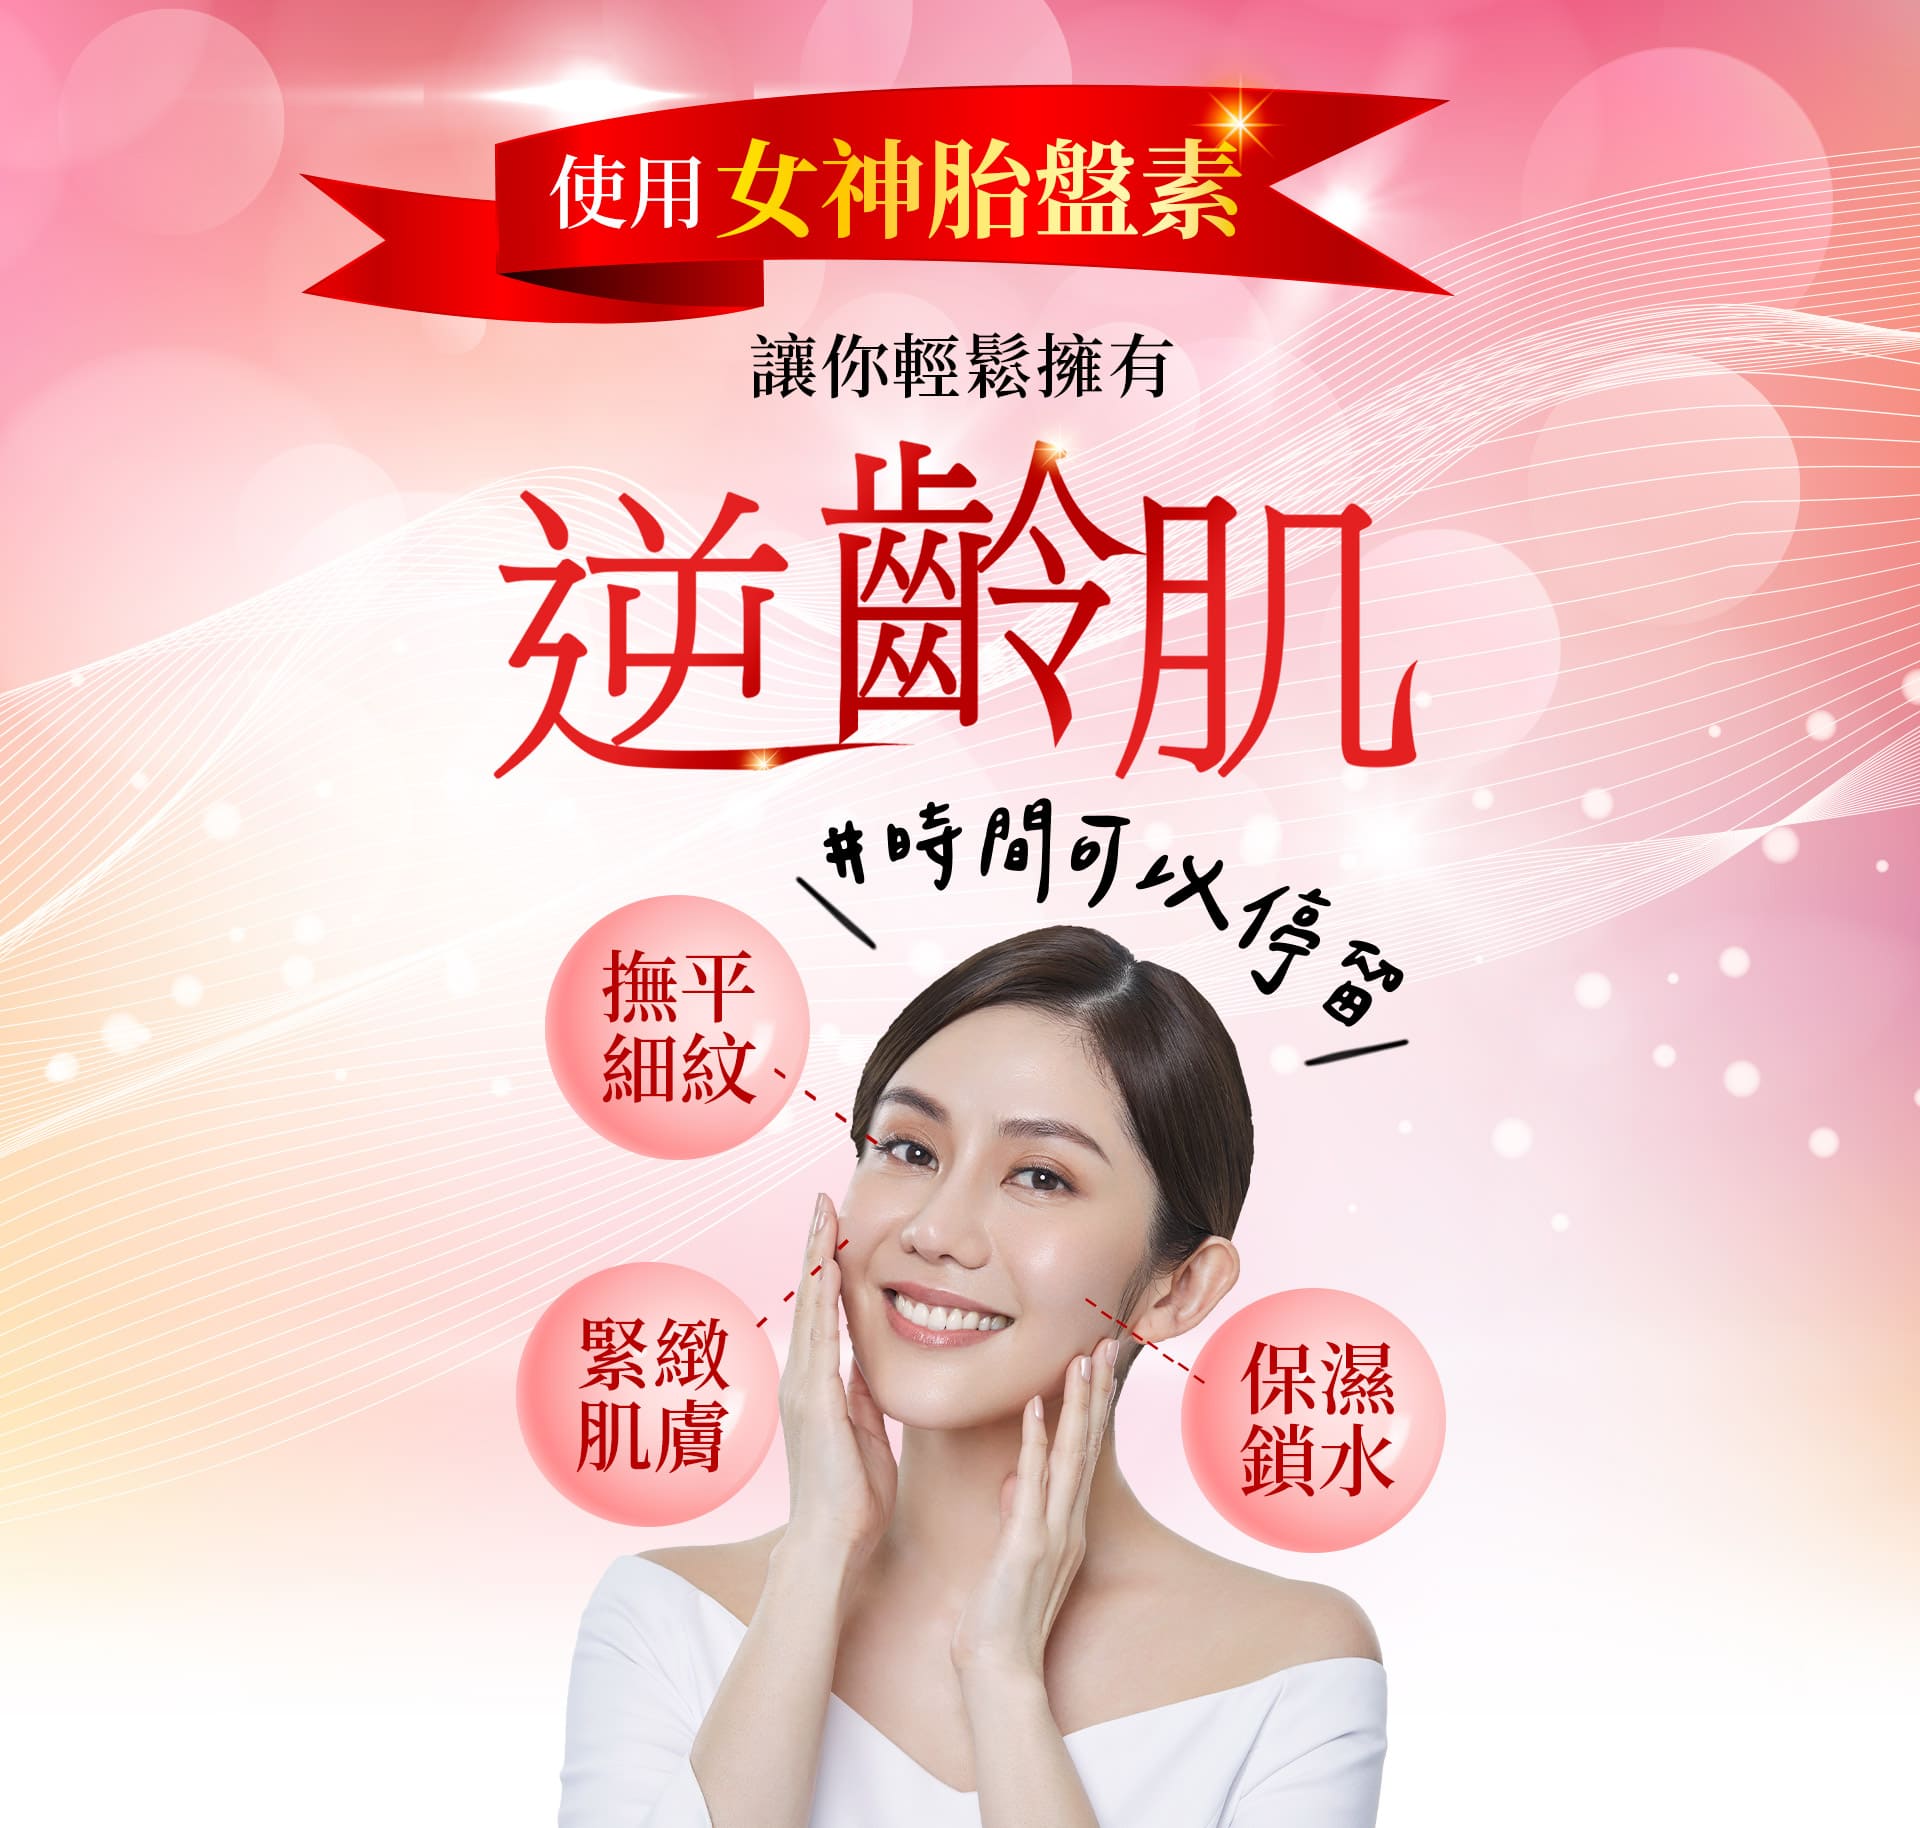 使用女神胎盤素
讓你輕鬆擁有
逆齡肌
#時間可以停留
撫平
細紋
緊緻
肌膚
保濕
鎖水